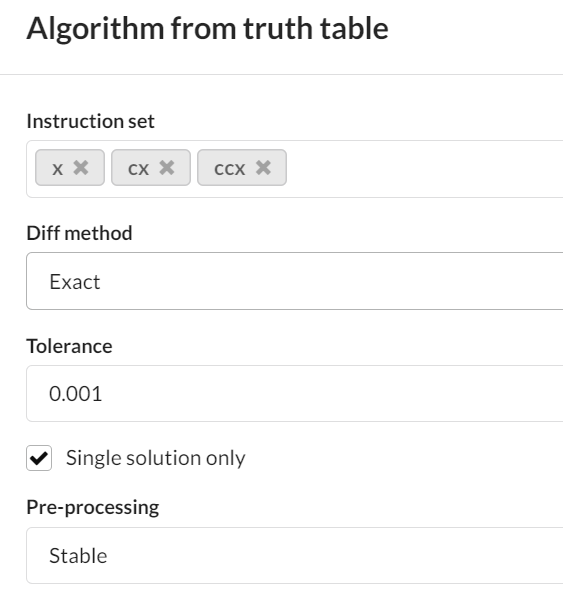 Algorithm from truth table
Instruction set
x ✖ cx ✖ ccx ✖
Diff method
Exact
Tolerance
0.001
Single solution only
Pre-processing
Stable